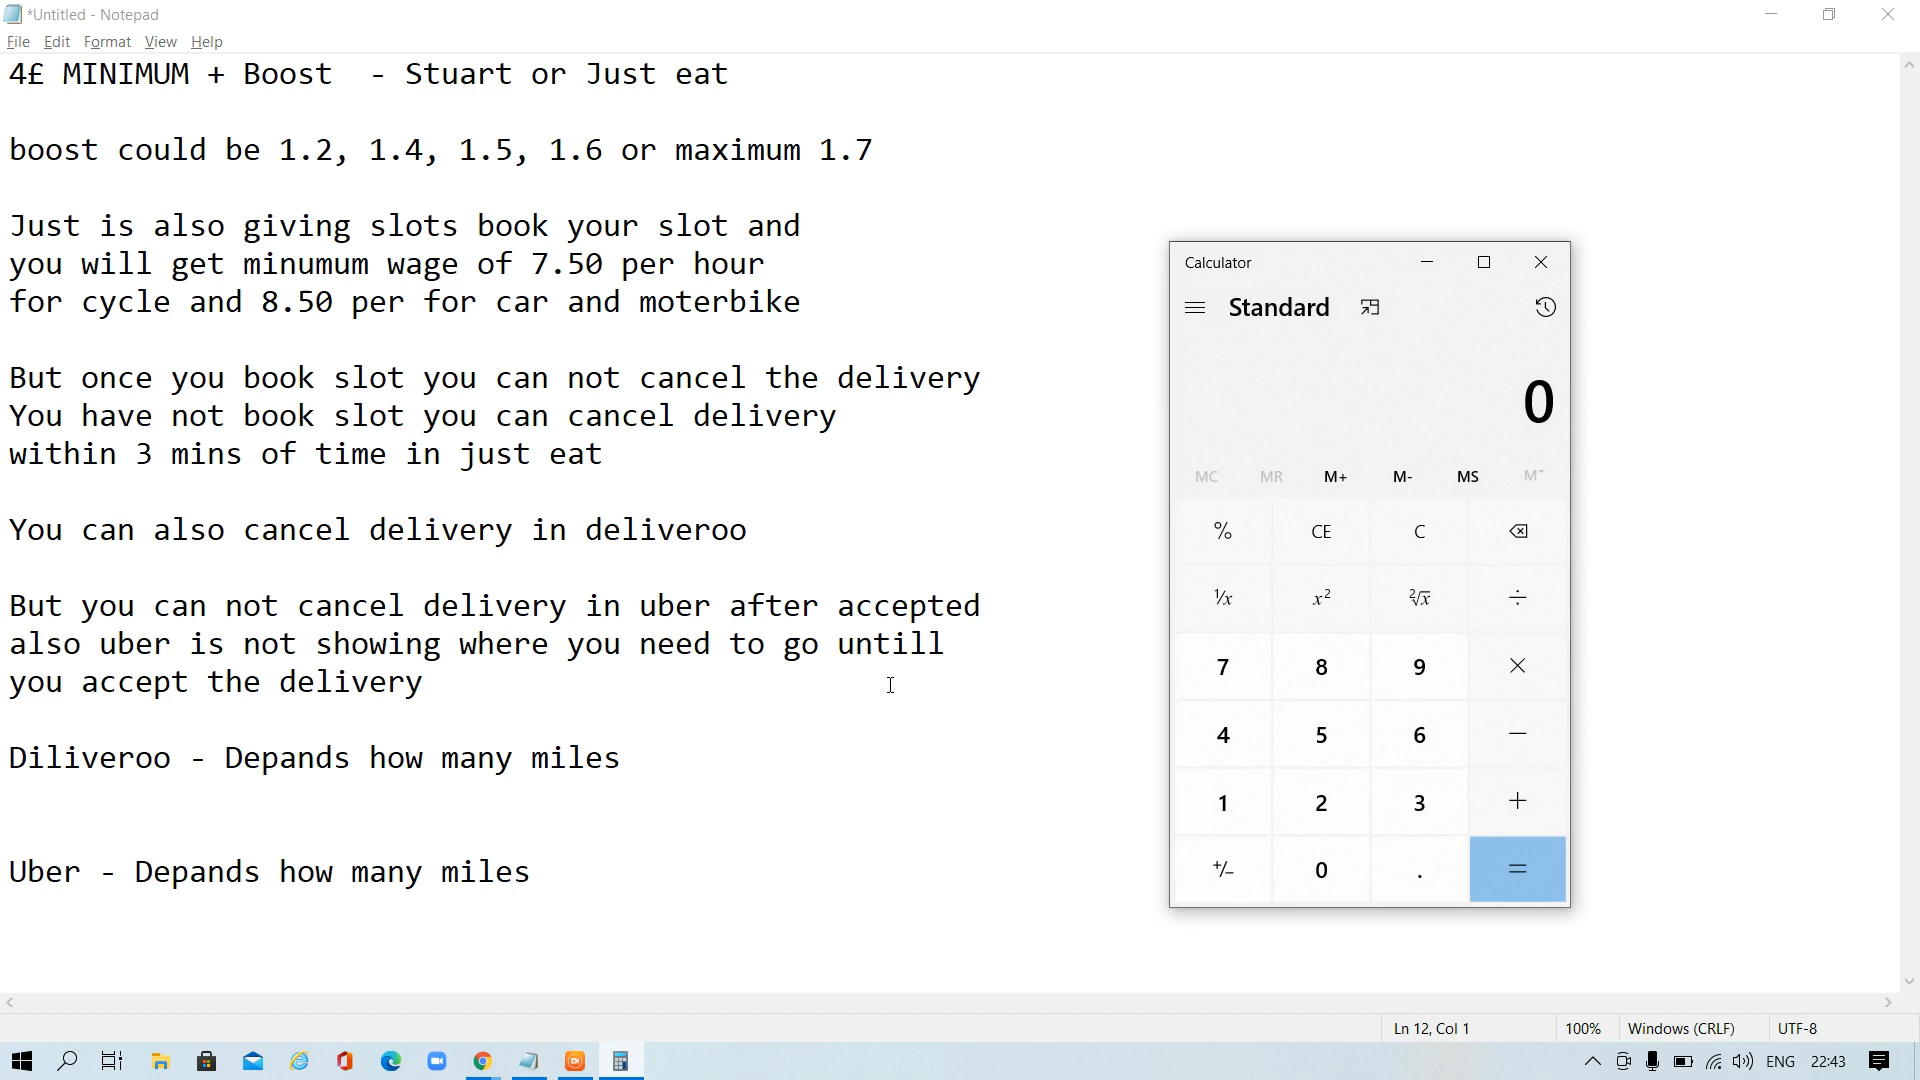 *Untitled - Notepad
File Edit Format View Help
4£ MINIMUM + Boost  - Stuart or Just eat
boost could be 1.2, 1.4, 1.5, 1.6 or maximum 1.7
Just is also giving slots book your slot and
you will get minumum wage of 7.50 per hour
for cycle and 8.50 per for car and moterbike
But once you book slot you can not cancel the delivery
You have not book slot you can cancel delivery
within 3 mins of time in just eat
You can also cancel delivery in deliveroo
But you can not cancel delivery in uber after accepted
also uber is not showing where you need to go untill
you accept the delivery
Diliveroo - Depands how many miles
Uber - Depands how many miles
Calculator
Standard
0
MC MR M+ M- MS M˅
% CE C
⅟x x² ²√x ÷
7 8 9 ×
4 5 6 −
1 2 3 +
+/− 0 . =
Ln 12, Col 1 100% Windows (CRLF) UTF-8
ENG 22:43